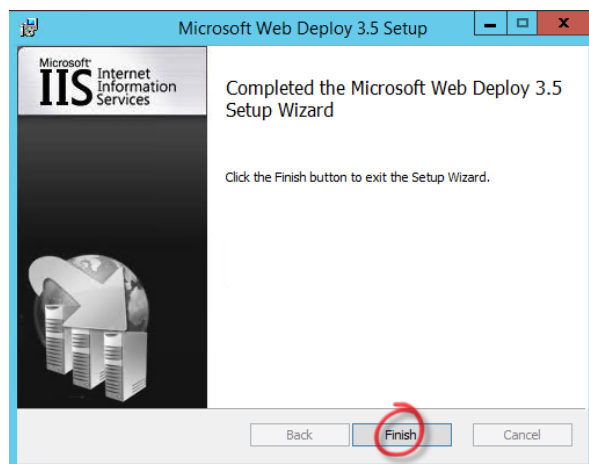 Microsoft Web Deploy 3.5 Setup
Microsoft
IIS Internet
Information
Services
Completed the Microsoft Web Deploy 3.5
Setup Wizard
Click the Finish button to exit the Setup Wizard.
Back Finish Cancel